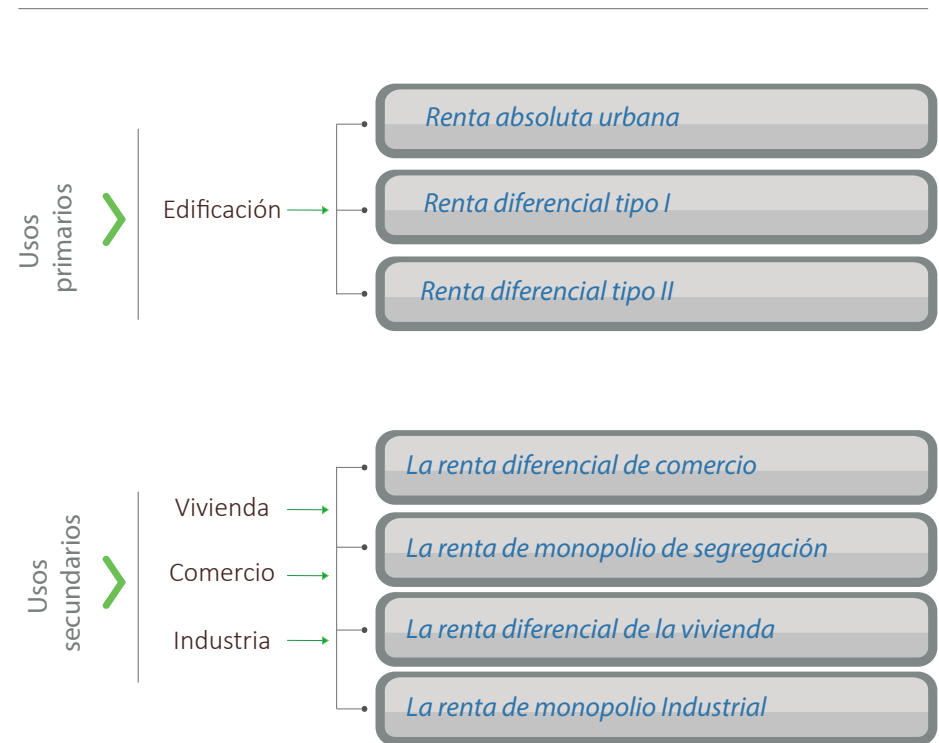 Usos
primarios
Edificación
Renta absoluta urbana
Renta diferencial tipo I
Renta diferencial tipo II
Usos
secundarios
Vivienda
Comercio
Industria
La renta diferencial de comercio
La renta de monopolio de segregación
La renta diferencial de la vivienda
La renta de monopolio Industrial